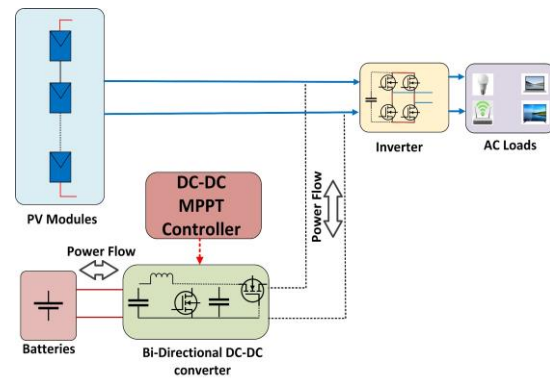 PV Modules
Inverter
AC Loads
DC-DC
MPPT
Controller
Power Flow
Power Flow
Batteries
Bi-Directional DC-DC
converter